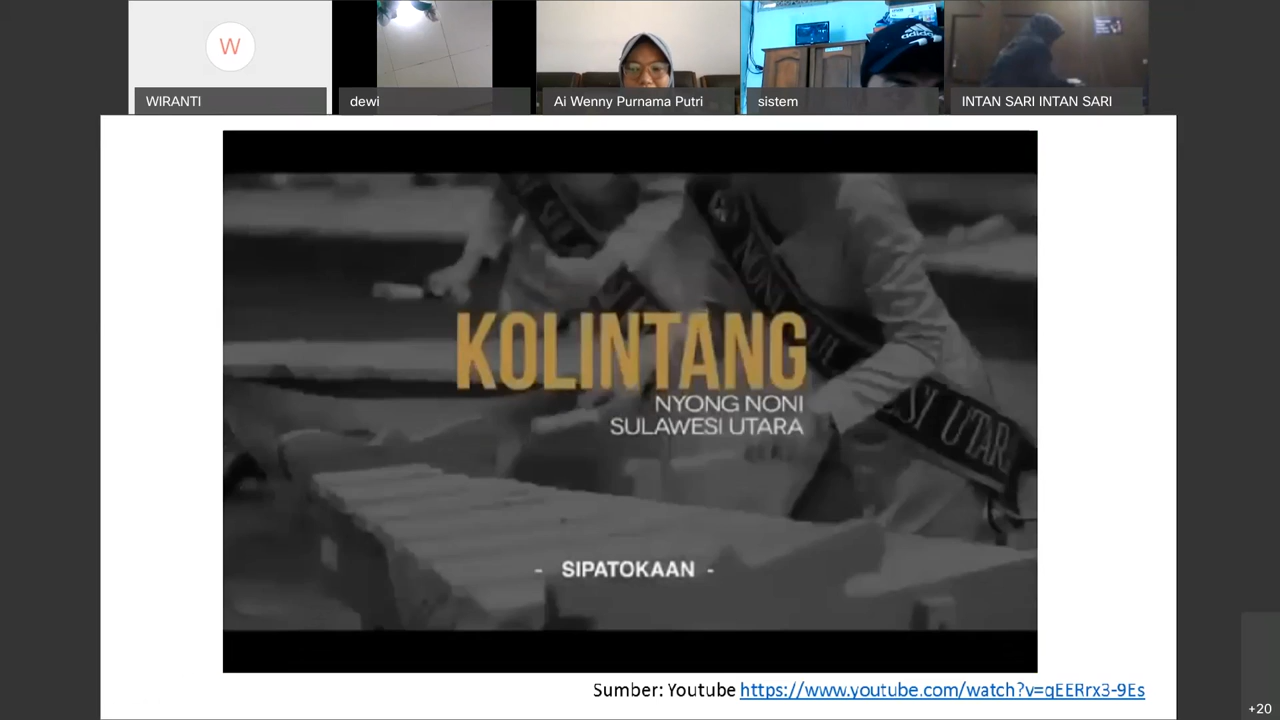 W
WIRANTI
dewi
Ai Wenny Purnama Putri
sistem
INTAN SARI INTAN SARI
adidas
KOLINTANG
NYONG NONI
SULAWESI UTARA
- SIPATOKAAN -
Sumber: Youtube https://www.youtube.com/watch?v=qEERrx3-9Es
+20